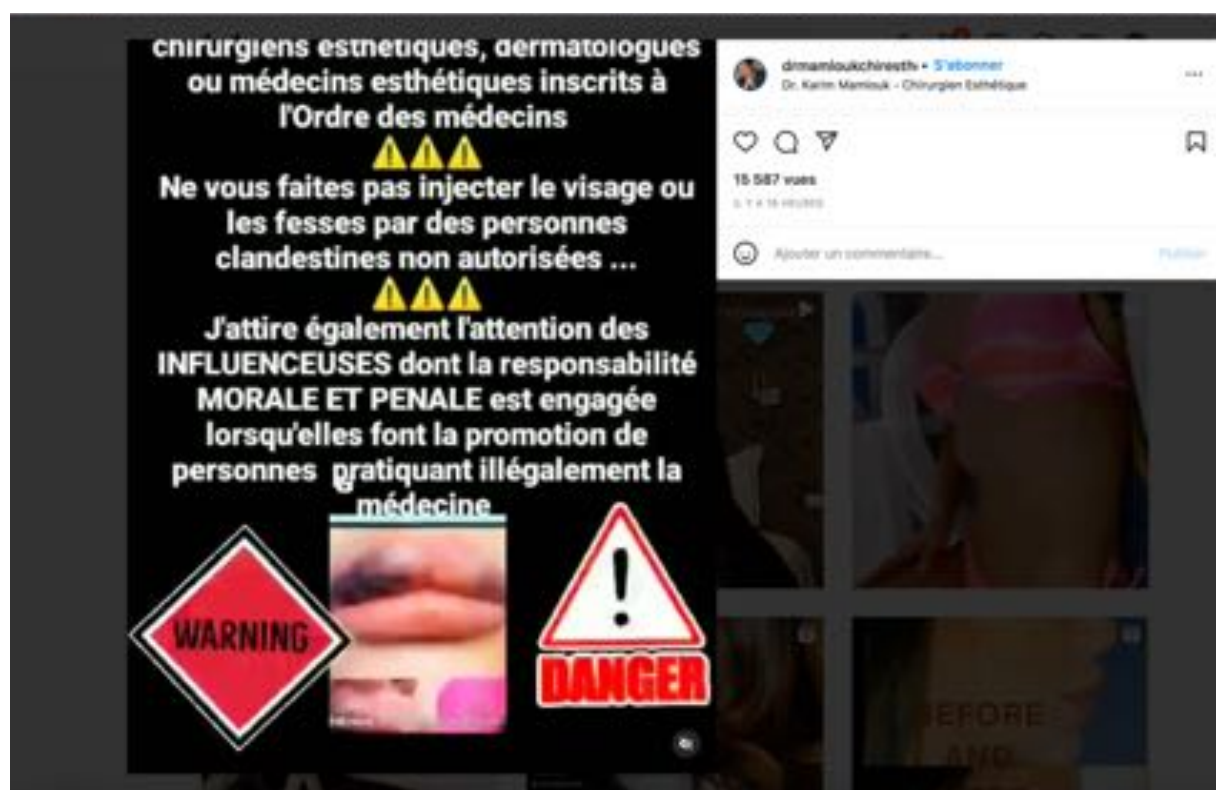 chirurgiens esthétiques, dermatologues
ou médecins esthétiques inscrits à
l'Ordre des médecins
Ne vous faites pas injecter le visage ou
les fesses par des personnes
clandestines non autorisées ...
J'attire également l'attention des
INFLUENCEUSES dont la responsabilité
MORALE ET PENALE est engagée
lorsqu'elles font la promotion de
personnes pratiquant illégalement la
médecine
WARNING
DANGER
drmamloukchiresth • S'abonner
Dr. Karim Mamlouk - Chirurgien Esthétique
15 587 vues
IL Y A 16 HEURES
Ajouter un commentaire...
Publier
BEFORE
AND